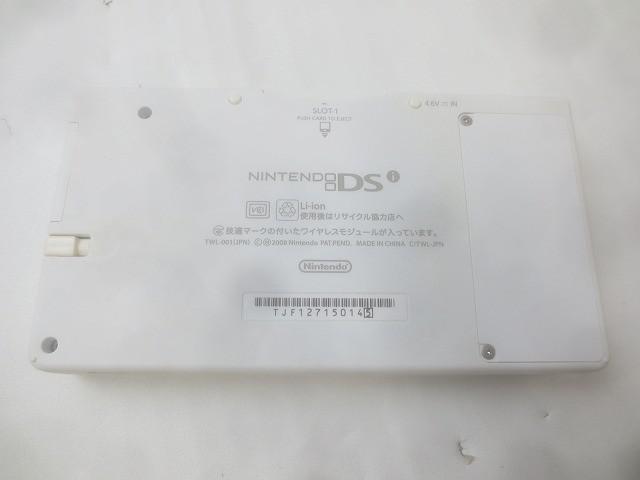 SLOT-1
PUSH CARD TO EJECT
4.6V ⎓ IN
NINTENDO DSi
Li-ion
使用後はリサイクル協力店へ
技適マークの付いたワイヤレスモジュールが入っています。
TWL-001(JPN) Ⓒ Ⓜ 2008 Nintendo PAT.PEND. MADE IN CHINA C/TWL-JPN
Nintendo
TJF127150145